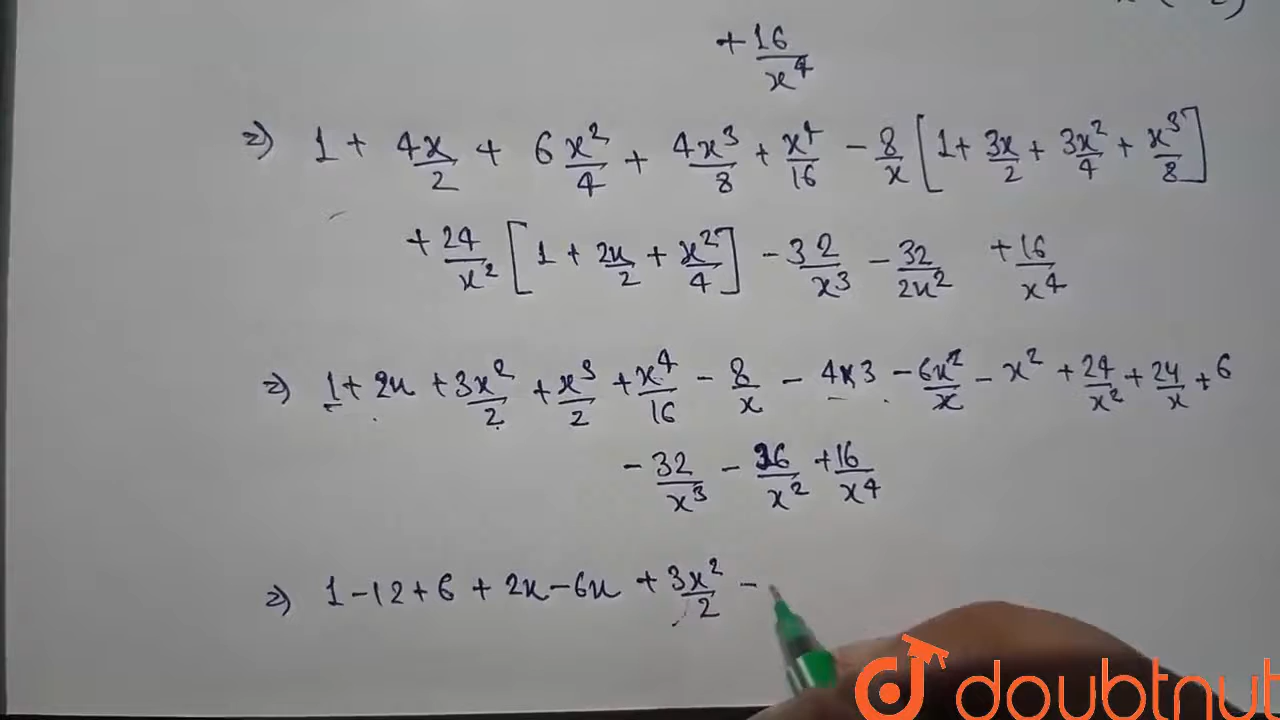 + 16/x⁴
⇒) 1 + 4x/2 + 6 x²/4 + 4x³/8 + x⁴/16 - 8/x [1 + 3x/2 + 3x²/4 + x³/8]
+ 24/x² [1 + 2x/2 + x²/4] - 32/x³ - 32/2x² + 16/x⁴
⇒) 1 + 2x + 3x²/2 + x³/2 + x⁴/16 - 8/x - 4x3 - 6x²/x - x² + 24/x² + 24/x + 6
- 32/x³ - 16/x² + 16/x⁴
⇒) 1 - 12 + 6 + 2x - 6x + 3x²/2 -
doubtnut